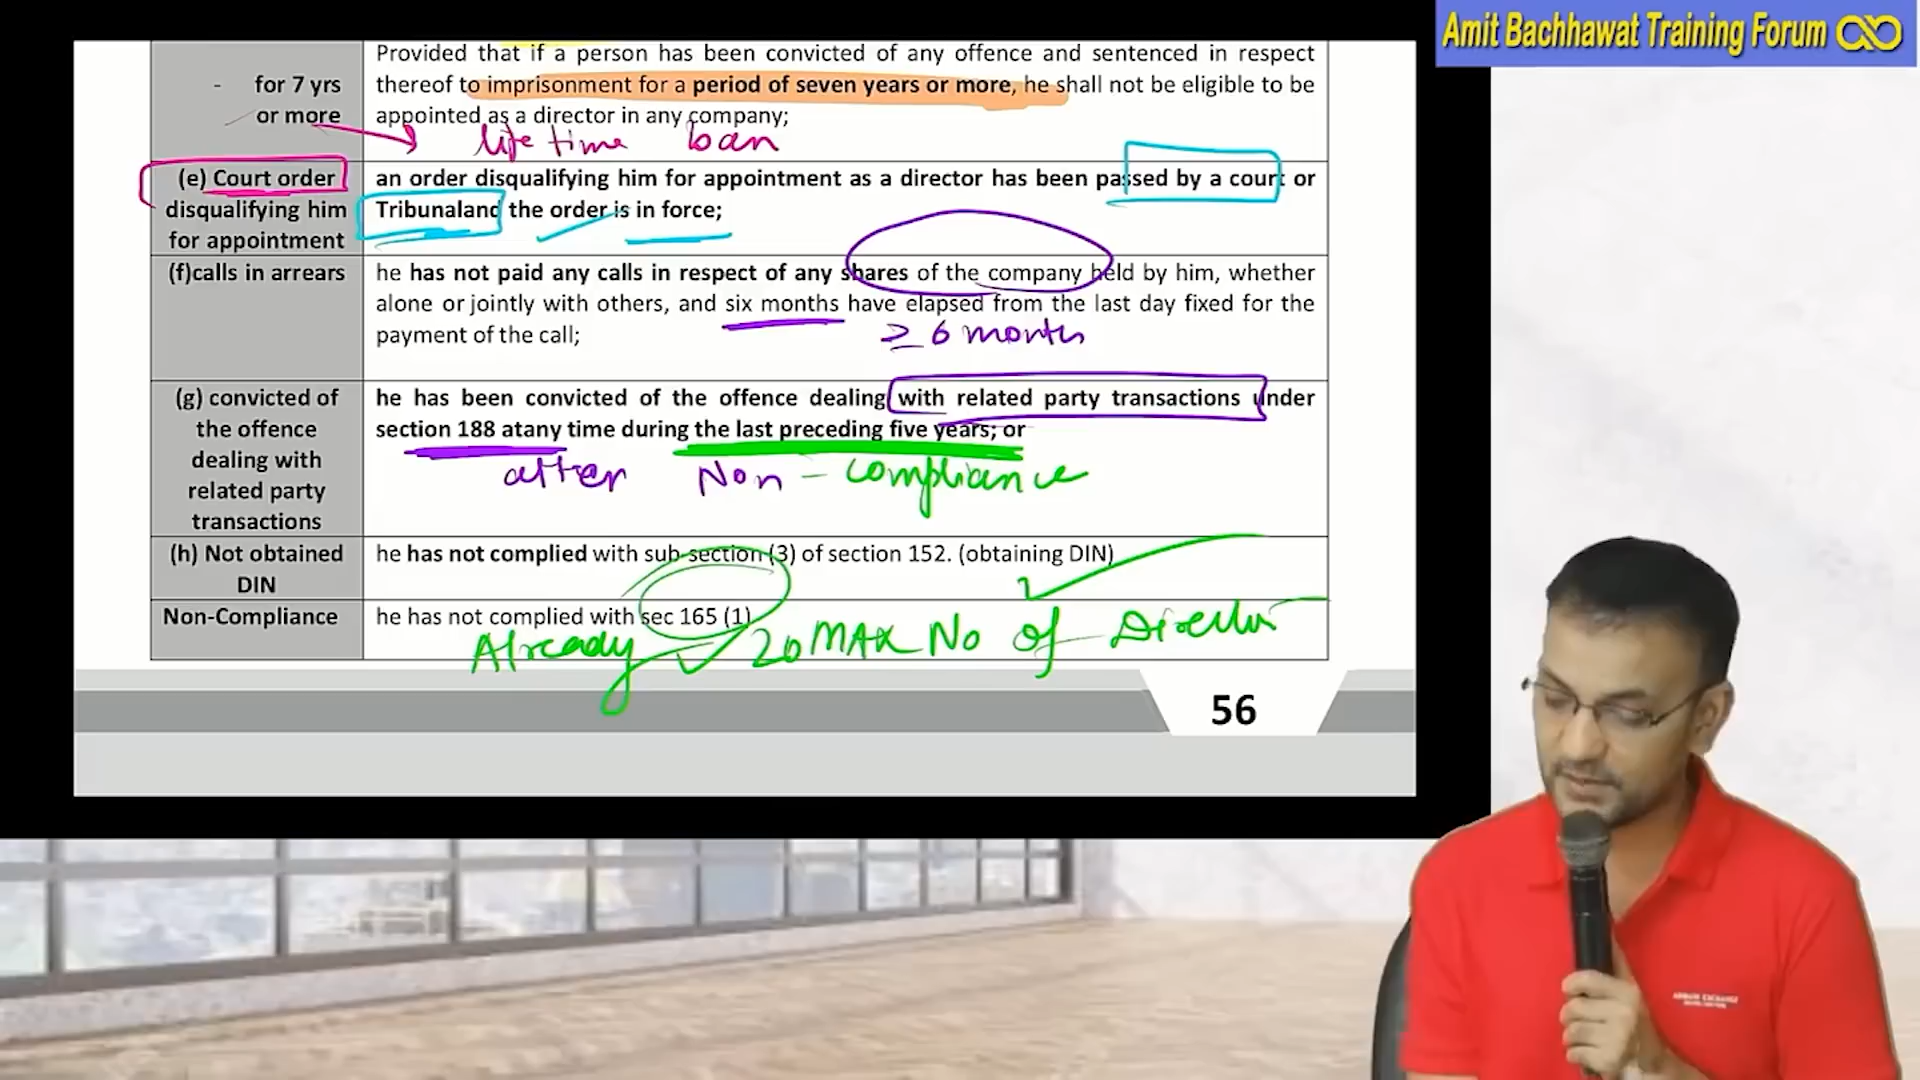 Amit Bachhawat Training Forum
- for 7 yrs or more
Provided that if a person has been convicted of any offence and sentenced in respect
thereof to imprisonment for a period of seven years or more, he shall not be eligible to be
appointed as a director in any company;
life time ban
(e) Court order
disqualifying him
for appointment
an order disqualifying him for appointment as a director has been passed by a court or
Tribunaland the order is in force;
(f)calls in arrears
he has not paid any calls in respect of any shares of the company held by him, whether
alone or jointly with others, and six months have elapsed from the last day fixed for the
payment of the call;
≥ 6 month
(g) convicted of
the offence
dealing with
related party
transactions
he has been convicted of the offence dealing with related party transactions under
section 188 atany time during the last preceding five years; or
after Non - compliance
(h) Not obtained
DIN
he has not complied with sub-section (3) of section 152. (obtaining DIN)
Non-Compliance
he has not complied with sec 165 (1)
Already 20 MAX No of Director
56